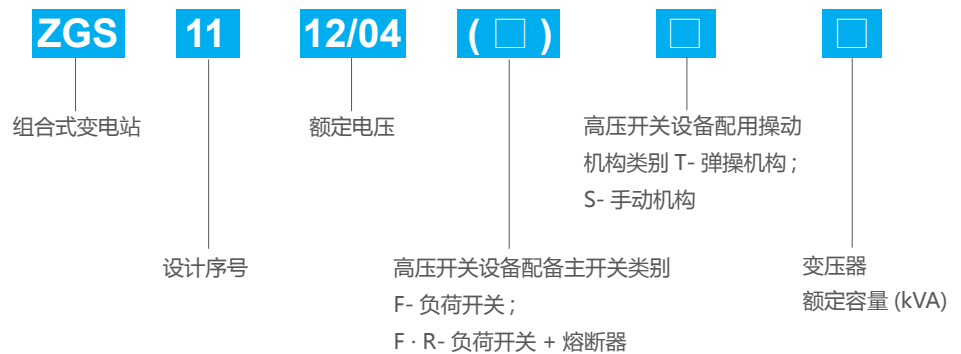 ZGS 11 12/04 ( □ ) □ □
组合式变电站
额定电压
高压开关设备配用操动
机构类别 T- 弹操机构 ;
S- 手动机构
设计序号
高压开关设备配备主开关类别
F- 负荷开关 ;
F · R- 负荷开关 + 熔断器
变压器
额定容量 (kVA)